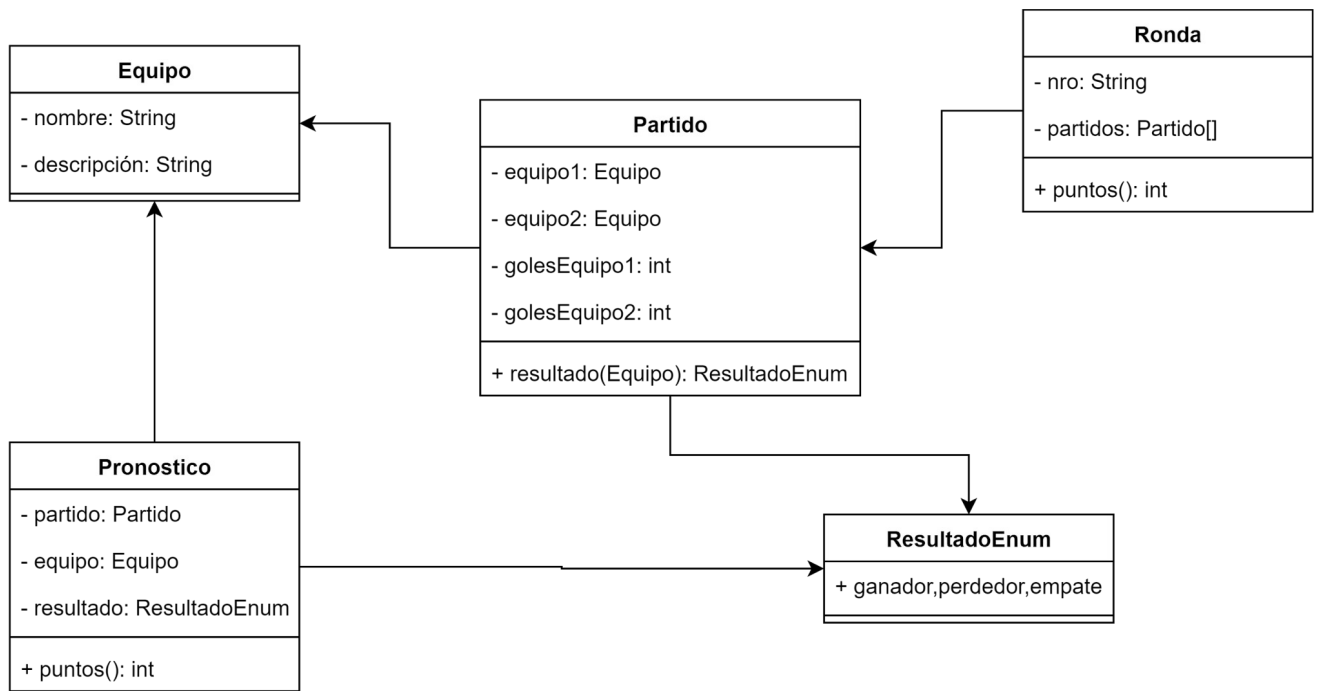 Equipo
- nombre: String
- descripción: String
Partido
- equipo1: Equipo
- equipo2: Equipo
- golesEquipo1: int
- golesEquipo2: int
+ resultado(Equipo): ResultadoEnum
Ronda
- nro: String
- partidos: Partido[]
+ puntos(): int
Pronostico
- partido: Partido
- equipo: Equipo
- resultado: ResultadoEnum
+ puntos(): int
ResultadoEnum
+ ganador,perdedor,empate